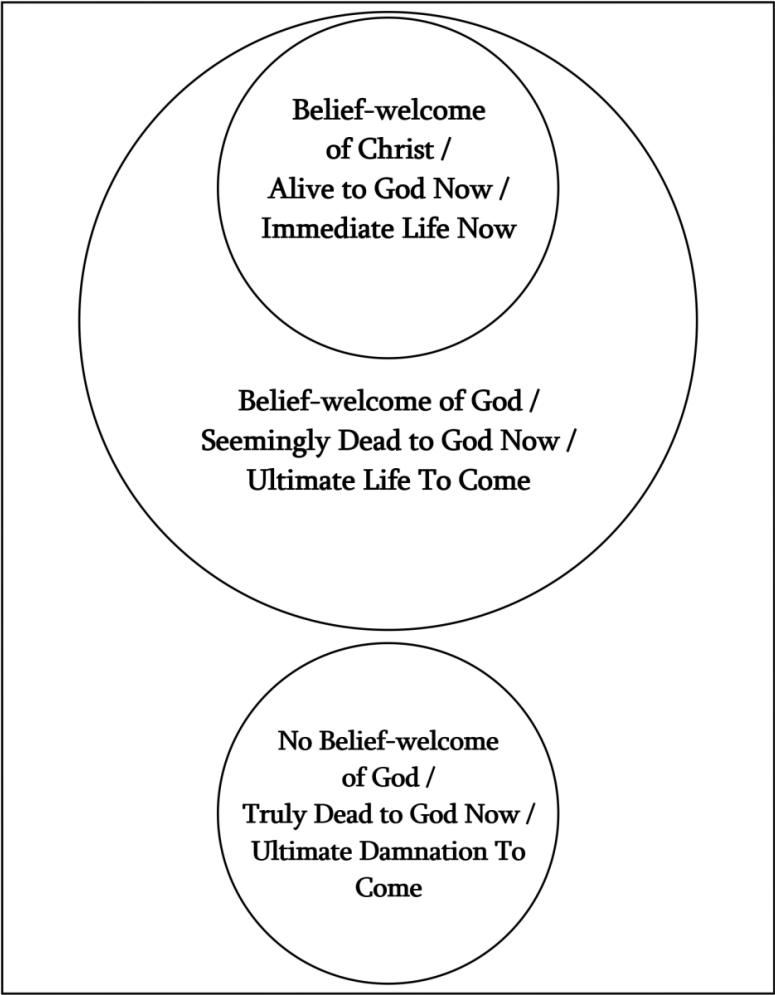 Belief-welcome
of Christ /
Alive to God Now /
Immediate Life Now
Belief-welcome of God /
Seemingly Dead to God Now /
Ultimate Life To Come
No Belief-welcome
of God /
Truly Dead to God Now /
Ultimate Damnation To
Come